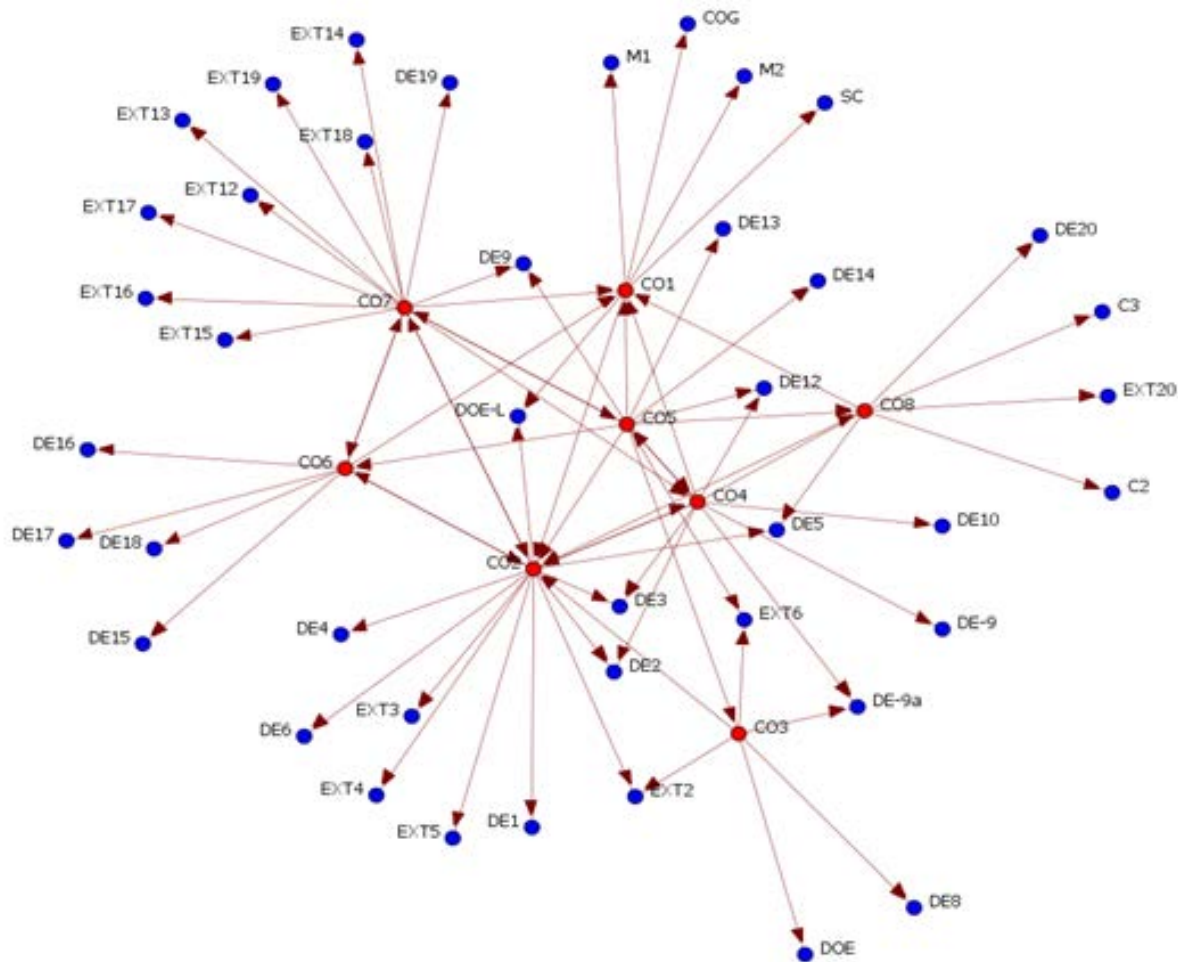 COG
EXT14
M1
M2
EXT19
DE19
SC
EXT13
EXT18
EXT12
EXT17
DE13
DE20
DE9
DE14
CO1
EXT16
CO7
C3
EXT15
DE12
EXT20
DOE-L
CO5
CO8
DE16
CO6
CO4
C2
DE17
DE18
DE5
DE10
CO2
DE3
EXT6
DE4
DE-9
DE15
DE2
DE-9a
DE6
EXT3
CO3
EXT4
EXT2
EXT5
DE1
DE8
DOE